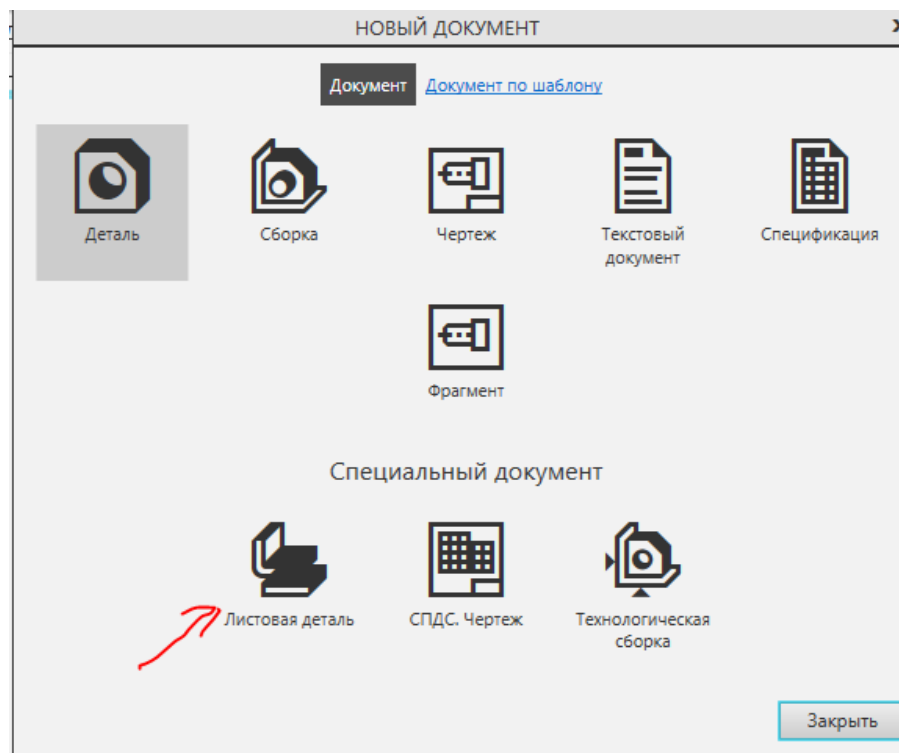 НОВЫЙ ДОКУМЕНТ
Документ Документ по шаблону
Деталь
Сборка
Чертеж
Текстовый
документ
Спецификация
Фрагмент
Специальный документ
Листовая деталь
СПДС. Чертеж
Технологическая
сборка
Закрыть